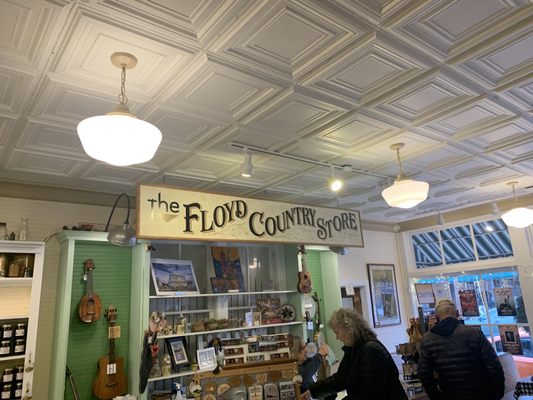 the FLOYD COUNTRY STORE